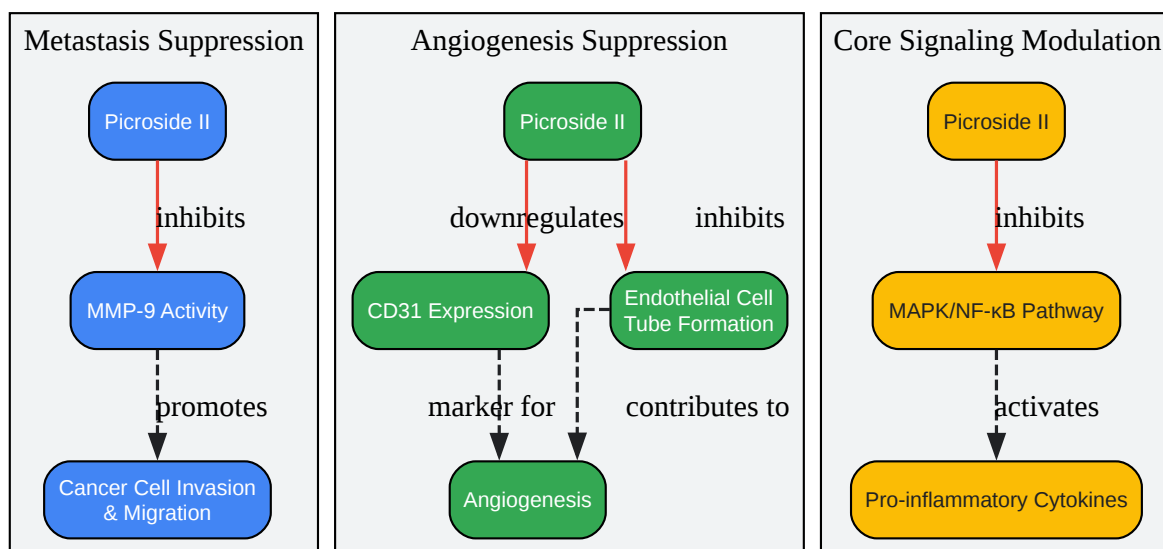 Metastasis Suppression
Picroside II
inhibits
MMP-9 Activity
promotes
Cancer Cell Invasion
& Migration
Angiogenesis Suppression
Picroside II
downregulates
inhibits
CD31 Expression
Endothelial Cell
Tube Formation
marker for
contributes to
Angiogenesis
Core Signaling Modulation
Picroside II
inhibits
MAPK/NF-κB Pathway
activates
Pro-inflammatory Cytokines